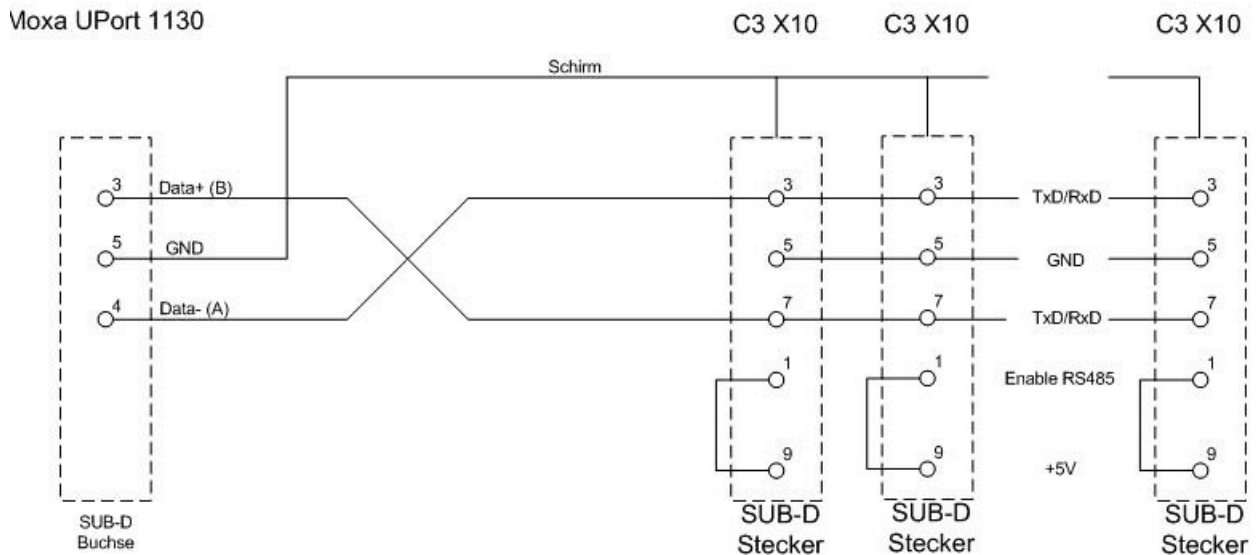 Moxa UPort 1130
C3 X10
C3 X10
C3 X10
Schirm
3
Data+ (B)
3
3
TxD/RxD
3
5
GND
5
5
GND
5
4
Data- (A)
7
7
TxD/RxD
7
1
1
Enable RS485
1
9
9
+5V
9
SUB-D
Buchse
SUB-D
Stecker
SUB-D
Stecker
SUB-D
Stecker